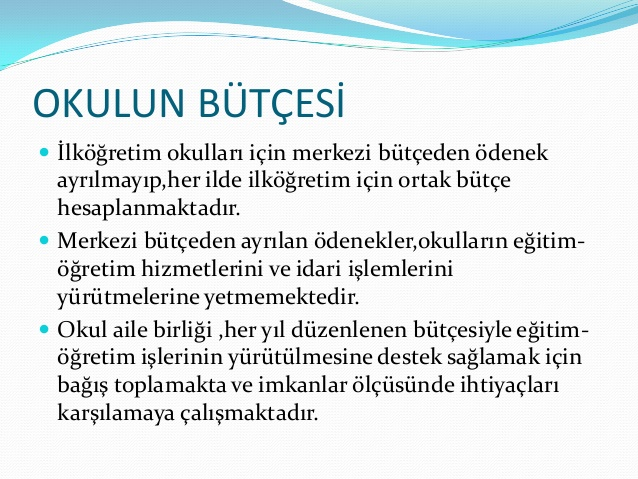 OKULUN BÜTÇESİ
İlköğretim okulları için merkezi bütçeden ödenek
ayrılmayıp,her ilde ilköğretim için ortak bütçe
hesaplanmaktadır.
Merkezi bütçeden ayrılan ödenekler,okulların eğitim-
öğretim hizmetlerini ve idari işlemlerini
yürütmelerine yetmemektedir.
Okul aile birliği ,her yıl düzenlenen bütçesiyle eğitim-
öğretim işlerinin yürütülmesine destek sağlamak için
bağış toplamakta ve imkanlar ölçüsünde ihtiyaçları
karşılamaya çalışmaktadır.